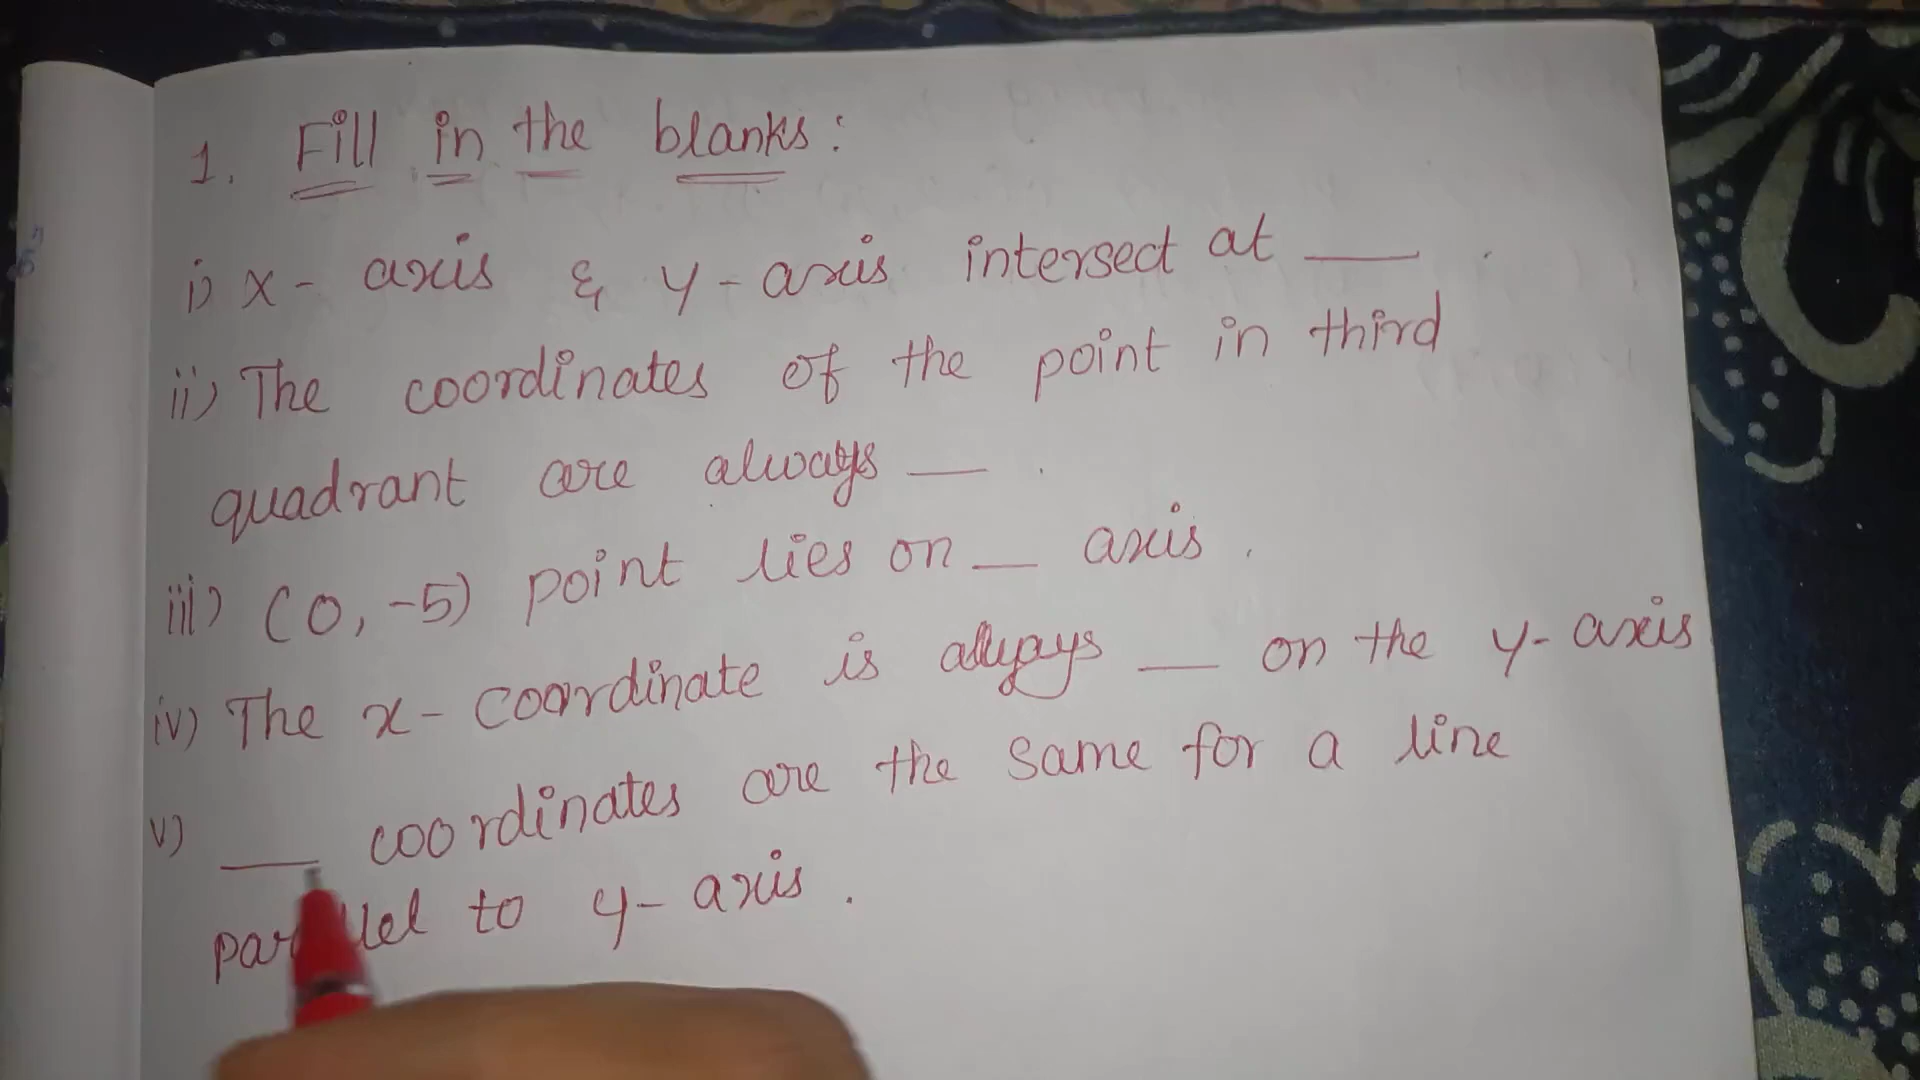 1. Fill in the blanks:
i) x-axis & y-axis intersect at ___ .
ii) The coordinates of the point in third
quadrant are always ___ .
iii) (0, -5) point lies on ___ axis.
iv) The x-coordinate is always ___ on the y-axis
v) ___ coordinates are the same for a line
to y-axis.